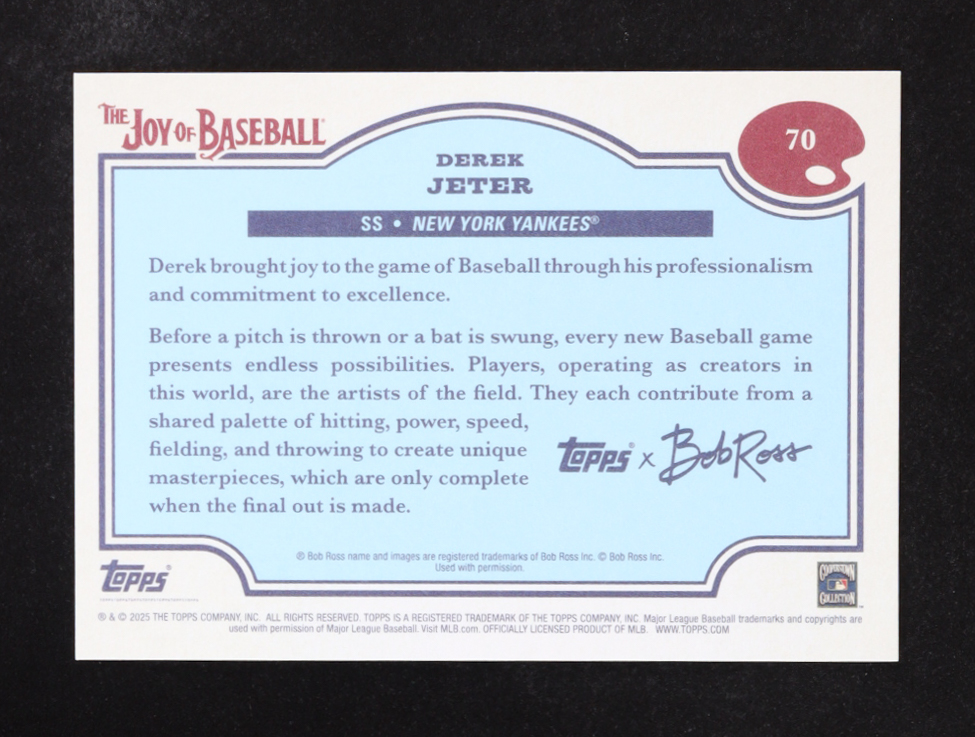 THE JOY OF BASEBALL®
70
DEREK
JETER
SS • NEW YORK YANKEES®
Derek brought joy to the game of Baseball through his professionalism
and commitment to excellence.
Before a pitch is thrown or a bat is swung, every new Baseball game
presents endless possibilities. Players, operating as creators in
this world, are the artists of the field. They each contribute from a
shared palette of hitting, power, speed,
fielding, and throwing to create unique
masterpieces, which are only complete
when the final out is made.
TOPPS® x Bob Ross
® Bob Ross name and images are registered trademarks of Bob Ross Inc. © Bob Ross Inc.
Used with permission.
TOPPS®
COOPERSTOWN
COLLECTION™
® & © 2025 THE TOPPS COMPANY, INC. ALL RIGHTS RESERVED. TOPPS IS A REGISTERED TRADEMARK OF THE TOPPS COMPANY, INC. Major League Baseball trademarks and copyrights are
used with permission of Major League Baseball. Visit MLB.com. OFFICIALLY LICENSED PRODUCT OF MLB. WWW.TOPPS.COM